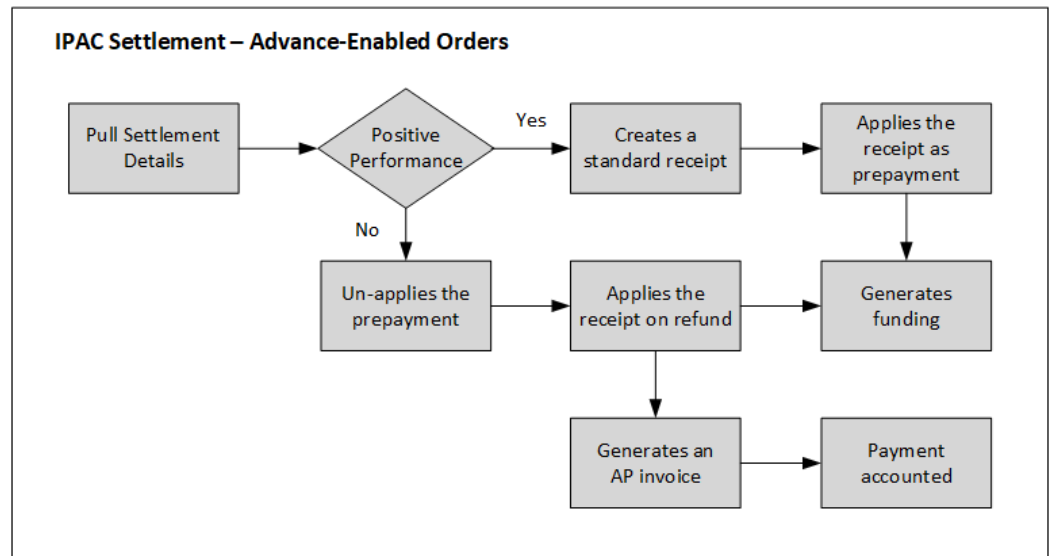 IPAC Settlement – Advance-Enabled Orders
Pull Settlement
Details
Positive
Performance
Yes
Creates a
standard receipt
Applies the
receipt as
prepayment
No
Un-applies the
prepayment
Applies the
receipt on refund
Generates
funding
Generates an
AP invoice
Payment
accounted